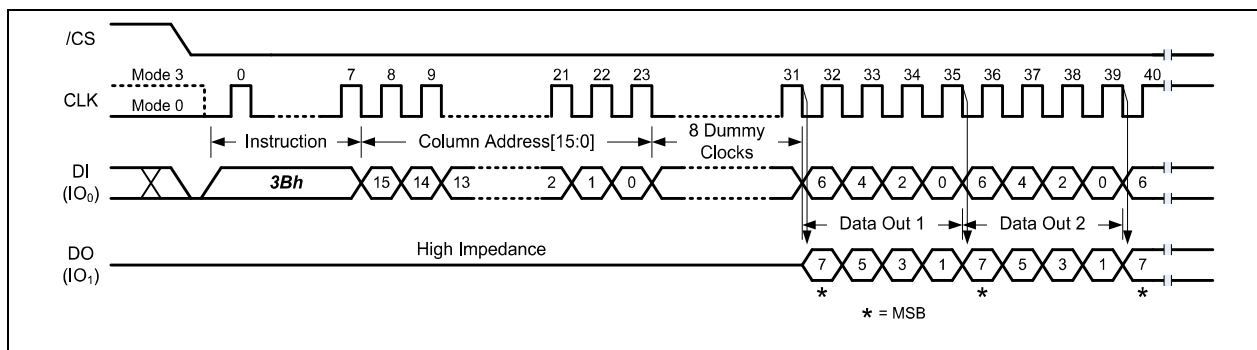 /CS
Mode 3 0 7 8 9 21 22 23 31 32 33 34 35 36 37 38 39 40
CLK Mode 0
Instruction Column Address[15:0] 8 Dummy Clocks
DI (IO₀) 3Bh 15 14 13 2 1 0 6 4 2 0 6 4 2 0 6
Data Out 1 Data Out 2
High Impedance
DO (IO₁) 7 5 3 1 7 5 3 1 7
* * *
* = MSB